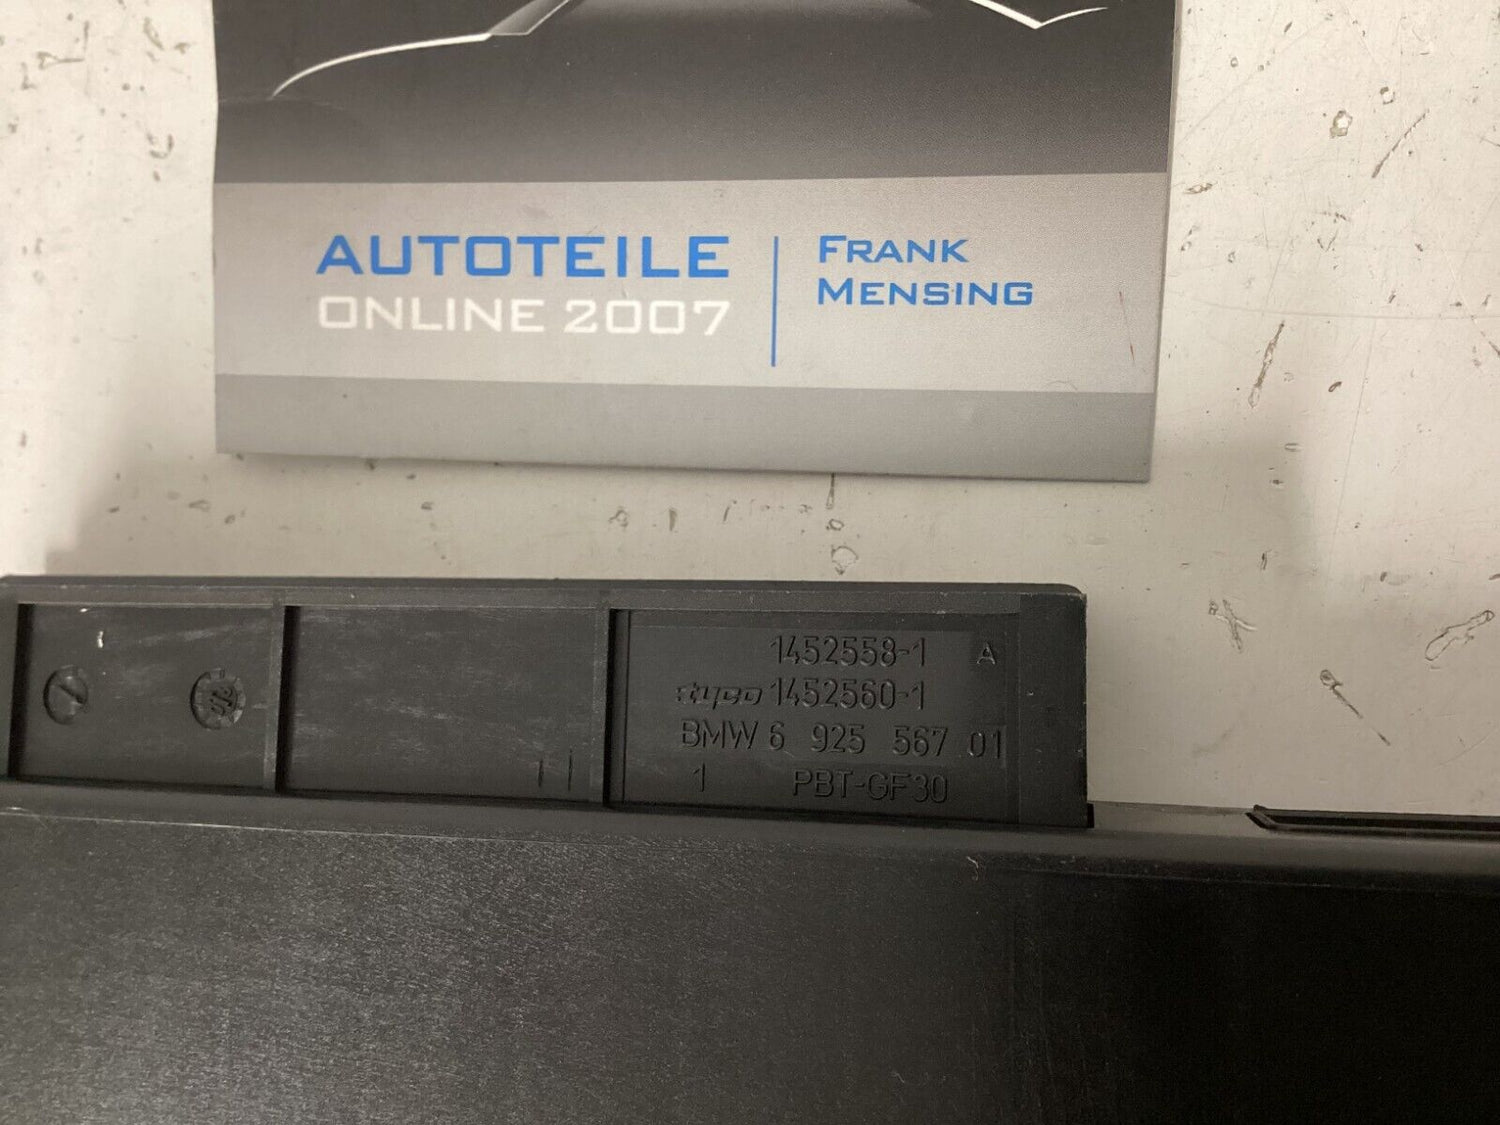 AUTOTEILE
ONLINE 2007
FRANK
MENSING
1452558-1 A
tyco 1452560-1
BMW 6 925 567 01
1 PBT-GF30